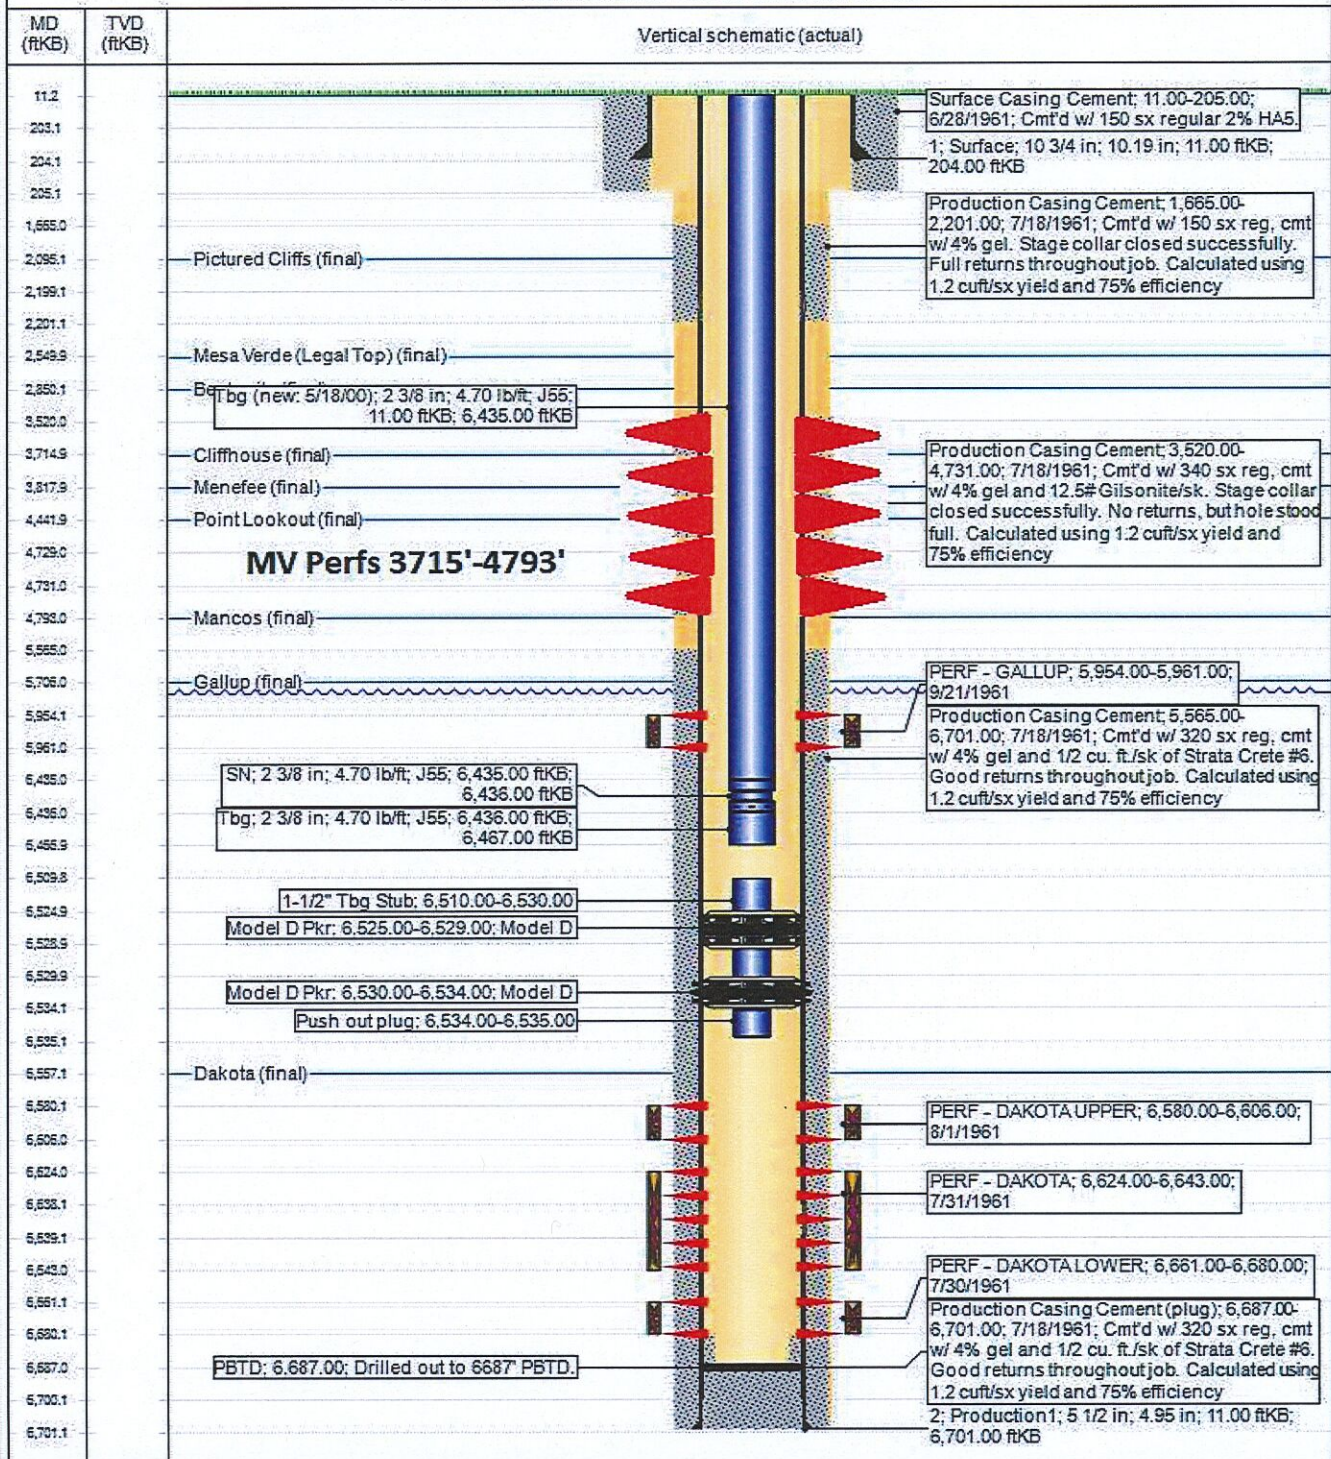 MD (ftKB)
TVD (ftKB)
Vertical schematic (actual)
11.2
203.1
204.1
205.1
1,665.0
2,095.1
2,199.1
2,201.1
2,549.9
2,850.1
3,520.0
3,714.9
3,817.9
4,441.9
4,729.0
4,731.0
4,793.0
5,565.0
5,706.0
5,954.1
5,961.0
6,435.0
6,436.0
6,466.9
6,509.8
6,524.9
6,528.9
6,529.9
6,534.1
6,535.1
6,557.1
6,580.1
6,606.0
6,624.0
6,638.1
6,639.1
6,643.0
6,661.1
6,680.1
6,687.0
6,700.1
6,701.1
Pictured Cliffs (final)
Mesa Verde (Legal Top) (final)
Tbg (new: 5/18/00); 2 3/8 in; 4.70 lb/ft; J55;
11.00 ftKB; 6,435.00 ftKB
Cliffhouse (final)
Menefee (final)
Point Lookout (final)
MV Perfs 3715'-4793'
Mancos (final)
Gallup (final)
SN; 2 3/8 in; 4.70 lb/ft; J55; 6,435.00 ftKB;
6,436.00 ftKB
Tbg; 2 3/8 in; 4.70 lb/ft; J55; 6,436.00 ftKB;
6,467.00 ftKB
1-1/2" Tbg Stub; 6,510.00-6,530.00
Model D Pkr; 6,525.00-6,529.00; Model D
Model D Pkr; 6,530.00-6,534.00; Model D
Push out plug; 6,534.00-6,535.00
Dakota (final)
PBTD; 6,687.00; Drilled out to 6687' PBTD.
Surface Casing Cement; 11.00-205.00;
6/28/1961; Cmt'd w/ 150 sx regular 2% HA5.
1; Surface; 10 3/4 in; 10.19 in; 11.00 ftKB;
204.00 ftKB
Production Casing Cement; 1,665.00-
2,201.00; 7/18/1961; Cmt'd w/ 150 sx reg, cmt
w/ 4% gel. Stage collar closed successfully.
Full returns throughout job. Calculated using
1.2 cuft/sx yield and 75% efficiency
Production Casing Cement; 3,520.00-
4,731.00; 7/18/1961; Cmt'd w/ 340 sx reg, cmt
w/ 4% gel and 12.5# Gilsonite/sk. Stage collar
closed successfully. No returns, but hole stood
full. Calculated using 1.2 cuft/sx yield and
75% efficiency
PERF - GALLUP; 5,954.00-5,961.00;
9/21/1961
Production Casing Cement; 5,565.00-
6,701.00; 7/18/1961; Cmt'd w/ 320 sx reg, cmt
w/ 4% gel and 1/2 cu. ft./sk of Strata Crete #6.
Good returns throughout job. Calculated using
1.2 cuft/sx yield and 75% efficiency
PERF - DAKOTA UPPER; 6,580.00-6,606.00;
8/1/1961
PERF - DAKOTA; 6,624.00-6,643.00;
7/31/1961
PERF - DAKOTA LOWER; 6,661.00-6,680.00;
7/30/1961
Production Casing Cement (plug); 6,687.00-
6,701.00; 7/18/1961; Cmt'd w/ 320 sx reg, cmt
w/ 4% gel and 1/2 cu. ft./sk of Strata Crete #6.
Good returns throughout job. Calculated using
1.2 cuft/sx yield and 75% efficiency
2; Production1; 5 1/2 in; 4.95 in; 11.00 ftKB;
6,701.00 ftKB